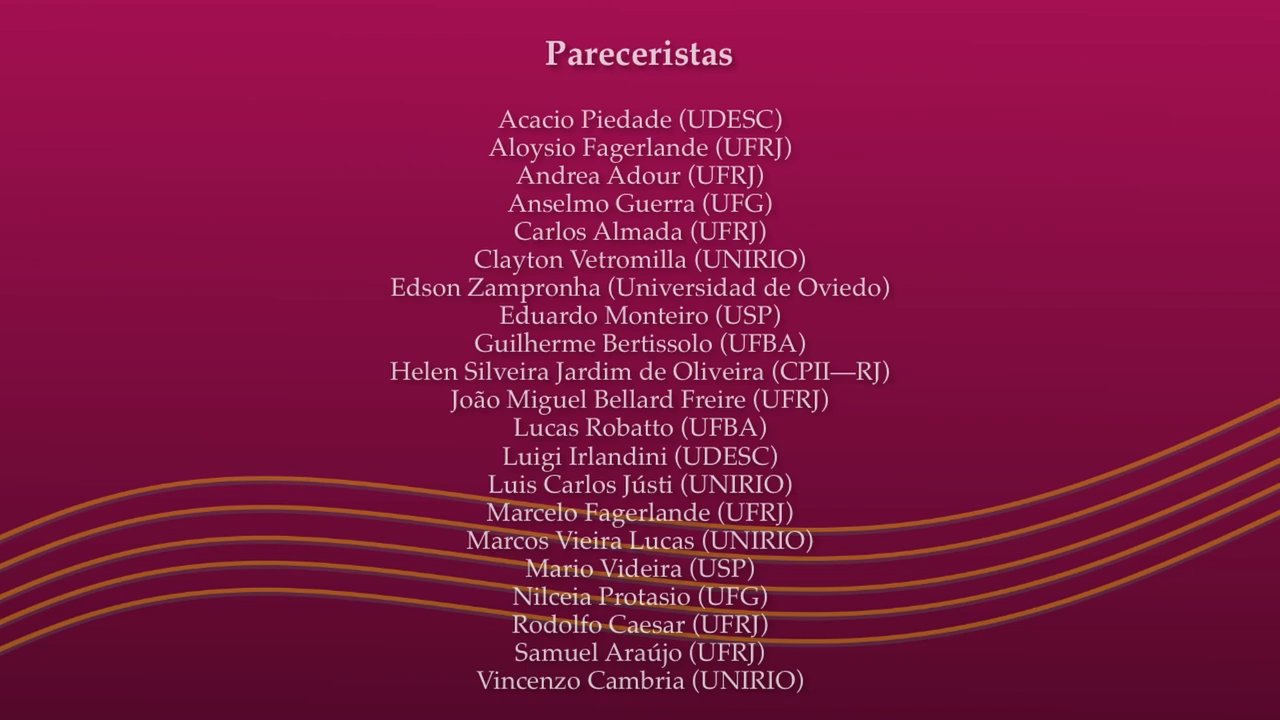 Pareceristas
Acacio Piedade (UDESC)
Aloysio Fagerlande (UFRJ)
Andrea Adour (UFRJ)
Anselmo Guerra (UFG)
Carlos Almada (UFRJ)
Clayton Vetromilla (UNIRIO)
Edson Zampronha (Universidad de Oviedo)
Eduardo Monteiro (USP)
Guilherme Bertissolo (UFBA)
Helen Silveira Jardim de Oliveira (CPII—RJ)
João Miguel Bellard Freire (UFRJ)
Lucas Robatto (UFBA)
Luigi Irlandini (UDESC)
Luis Carlos Jústi (UNIRIO)
Marcelo Fagerlande (UFRJ)
Marcos Vieira Lucas (UNIRIO)
Mario Videira (USP)
Nilceia Protasio (UFG)
Rodolfo Caesar (UFRJ)
Samuel Araújo (UFRJ)
Vincenzo Cambria (UNIRIO)